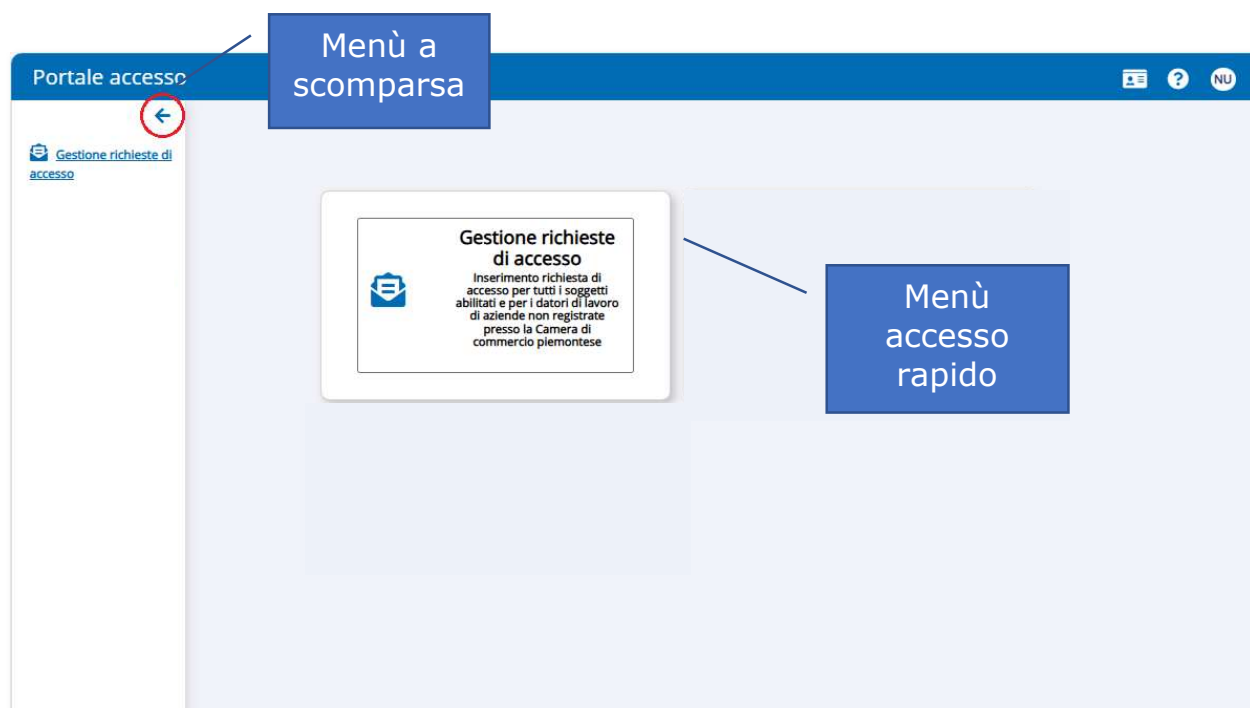 Menù a
scomparsa
Portale accesso
?
NU
Gestione richieste di
accesso
Gestione richieste
di accesso
Inserimento richiesta di
accesso per tutti i soggetti
abilitati e per i datori di lavoro
di aziende non registrate
presso la Camera di
commercio piemontese
Menù
accesso
rapido